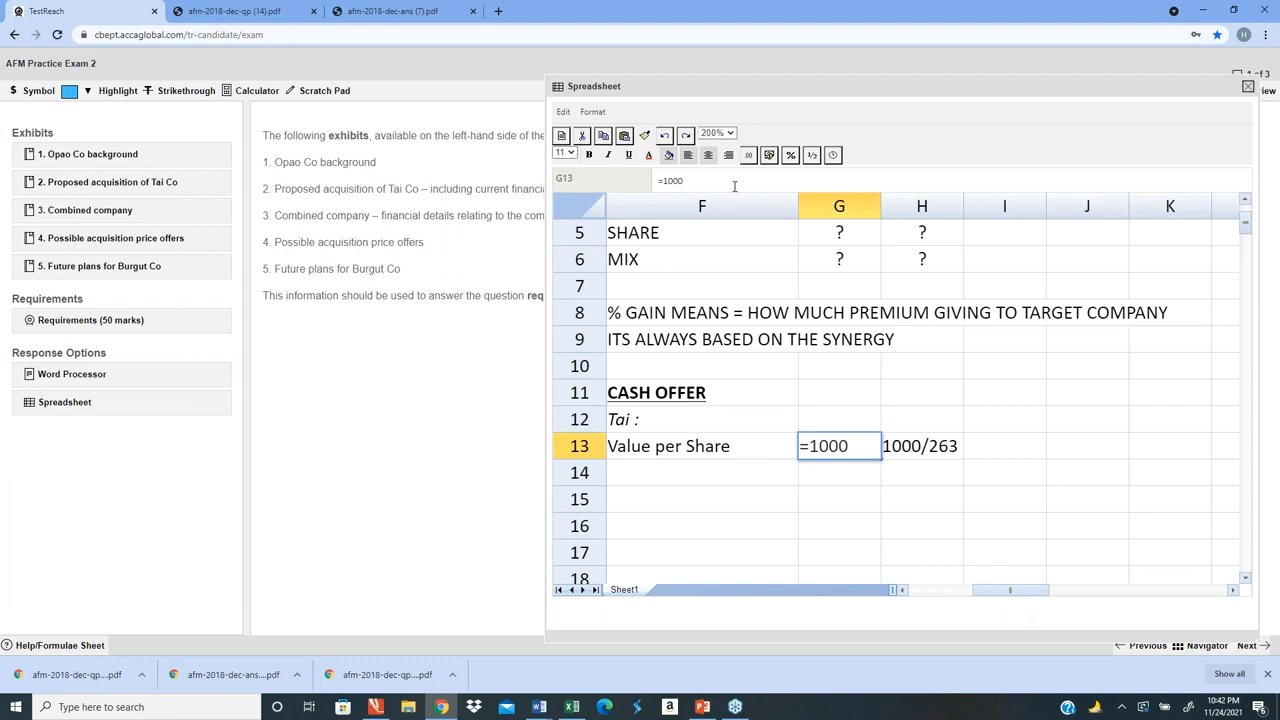 TestReach
afm-2018-dec-qp (14).pdf
afm-2018-dec-ans (7).pdf
cbept.accaglobal.com/tr-candidate/exam
H
AFM Practice Exam 2
1 of 3
$ Symbol
Highlight
Strikethrough
Calculator
Scratch Pad
Spreadsheet
Exhibits
1. Opao Co background
2. Proposed acquisition of Tai Co
3. Combined company
4. Possible acquisition price offers
5. Future plans for Burgut Co
Requirements
Requirements (50 marks)
Response Options
Word Processor
Spreadsheet
The following exhibits, available on the left-hand side of the
1. Opao Co background
2. Proposed acquisition of Tai Co – including current financi
3. Combined company – financial details relating to the com
4. Possible acquisition price offers
5. Future plans for Burgut Co
This information should be used to answer the question req
Edit Format
200%
11 B I U A .00 % 1/2
G13 =1000
F G H I J K
5 SHARE ? ?
6 MIX ? ?
7
8 % GAIN MEANS = HOW MUCH PREMIUM GIVING TO TARGET COMPANY
9 ITS ALWAYS BASED ON THE SYNERGY
10
11 CASH OFFER
12 Tai :
13 Value per Share =1000 1000/263
14
15
16
17
18
Sheet1
Help/Formulae Sheet
Previous Navigator Next
afm-2018-dec-qp....pdf
afm-2018-dec-ans....pdf
afm-2018-dec-qp....pdf
Show all
Type here to search
10:42 PM
11/24/2021